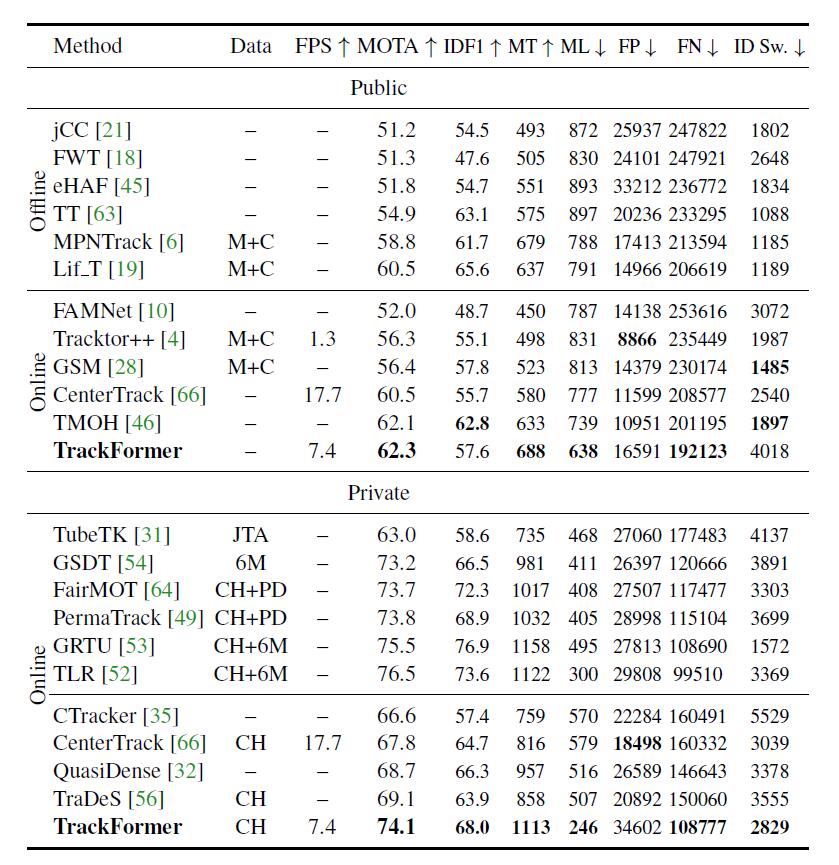 Method Data FPS ↑ MOTA ↑ IDF1 ↑ MT ↑ ML ↓ FP ↓ FN ↓ ID Sw. ↓
Public
Offline
jCC [21] – – 51.2 54.5 493 872 25937 247822 1802
FWT [18] – – 51.3 47.6 505 830 24101 247921 2648
eHAF [45] – – 51.8 54.7 551 893 33212 236772 1834
TT [63] – – 54.9 63.1 575 897 20236 233295 1088
MPNTrack [6] M+C – 58.8 61.7 679 788 17413 213594 1185
Lif_T [19] M+C – 60.5 65.6 637 791 14966 206619 1189
Online
FAMNet [10] – – 52.0 48.7 450 787 14138 253616 3072
Tracktor++ [4] M+C 1.3 56.3 55.1 498 831 8866 235449 1987
GSM [28] M+C – 56.4 57.8 523 813 14379 230174 1485
CenterTrack [66] – 17.7 60.5 55.7 580 777 11599 208577 2540
TMOH [46] – – 62.1 62.8 633 739 10951 201195 1897
TrackFormer – 7.4 62.3 57.6 688 638 16591 192123 4018
Private
Online
TubeTK [31] JTA – 63.0 58.6 735 468 27060 177483 4137
GSDT [54] 6M – 73.2 66.5 981 411 26397 120666 3891
FairMOT [64] CH+PD – 73.7 72.3 1017 408 27507 117477 3303
PermaTrack [49] CH+PD – 73.8 68.9 1032 405 28998 115104 3699
GRTU [53] CH+6M – 75.5 76.9 1158 495 27813 108690 1572
TLR [52] CH+6M – 76.5 73.6 1122 300 29808 99510 3369
CTracker [35] – – 66.6 57.4 759 570 22284 160491 5529
CenterTrack [66] CH 17.7 67.8 64.7 816 579 18498 160332 3039
QuasiDense [32] – – 68.7 66.3 957 516 26589 146643 3378
TraDeS [56] CH – 69.1 63.9 858 507 20892 150060 3555
TrackFormer CH 7.4 74.1 68.0 1113 246 34602 108777 2829